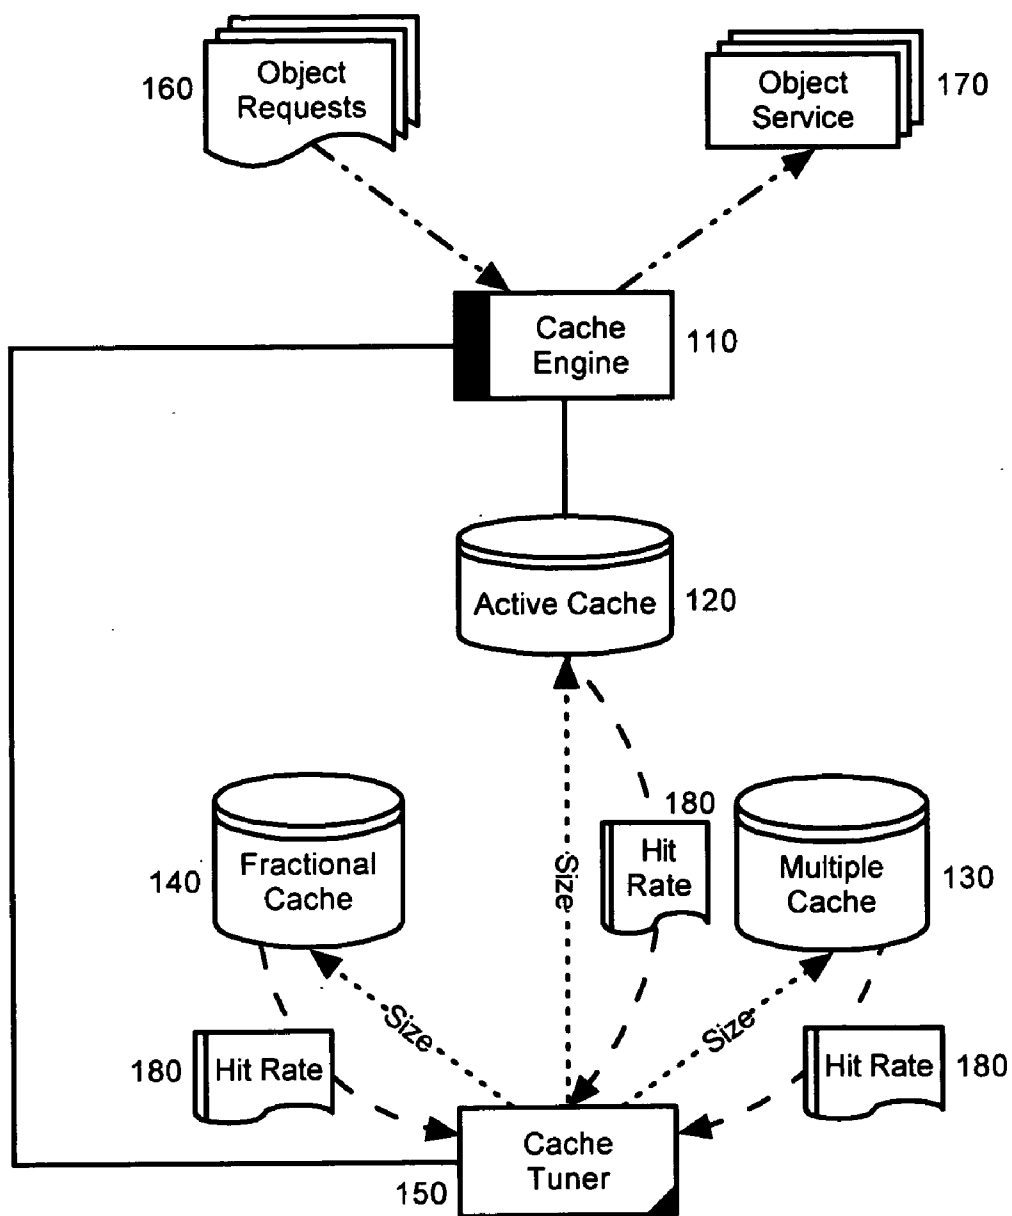 160
Object
Requests
Object
Service
170
Cache
Engine
110
Active Cache
120
180
Fractional
Cache
140
Size
Hit
Rate
Multiple
Cache
130
Size
Size
180
Hit Rate
Hit Rate
180
Cache
Tuner
150